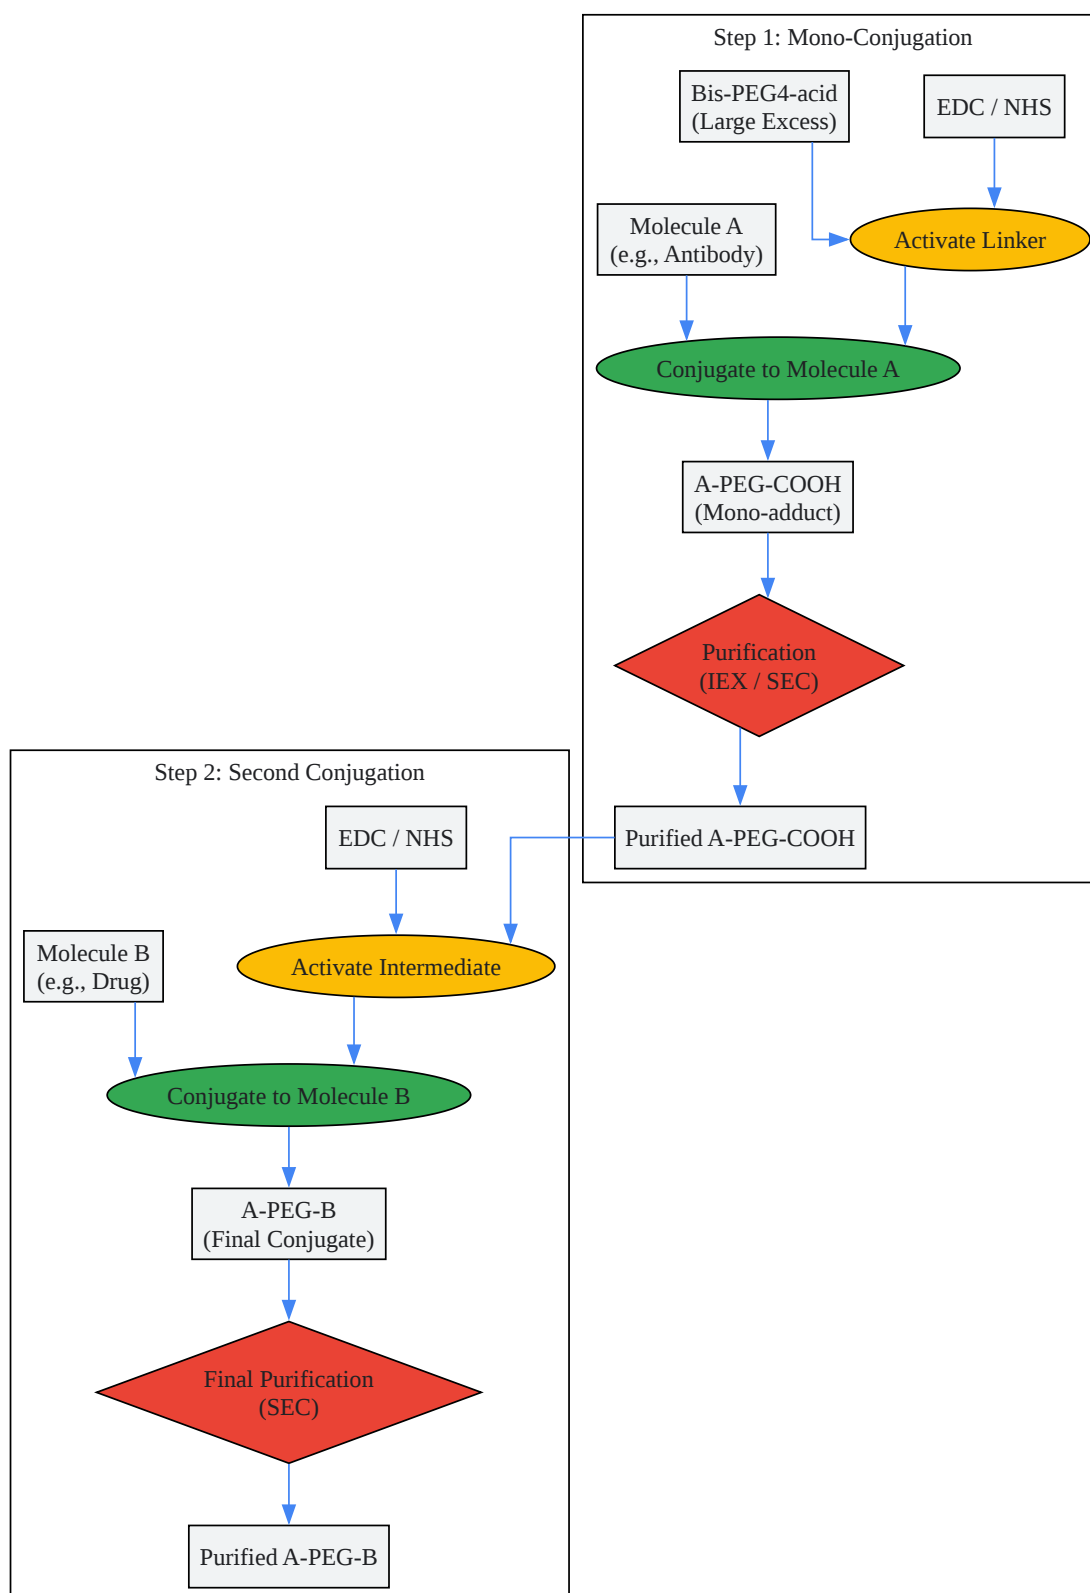 Step 1: Mono-Conjugation
Bis-PEG4-acid
(Large Excess)
EDC / NHS
Molecule A
(e.g., Antibody)
Activate Linker
Conjugate to Molecule A
A-PEG-COOH
(Mono-adduct)
Purification
(IEX / SEC)
Purified A-PEG-COOH
Step 2: Second Conjugation
EDC / NHS
Molecule B
(e.g., Drug)
Activate Intermediate
Conjugate to Molecule B
A-PEG-B
(Final Conjugate)
Final Purification
(SEC)
Purified A-PEG-B